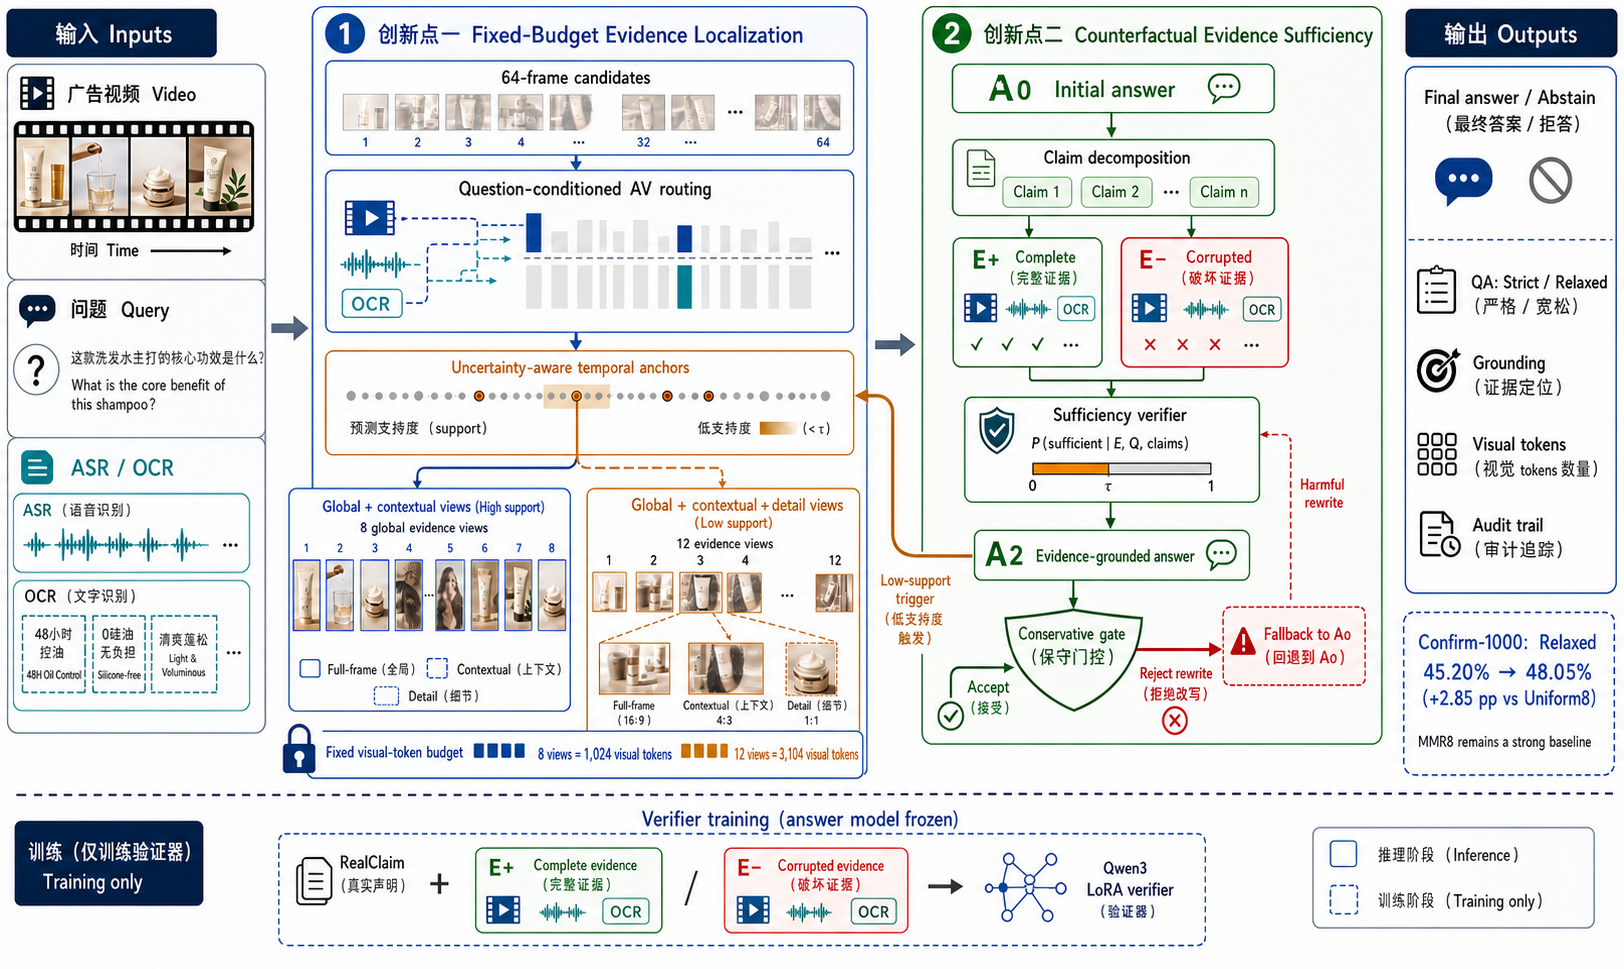 输入 Inputs
广告视频 Video
时间 Time
问题 Query
?
这款洗发水主打的核心功效是什么?
What is the core benefit of
this shampoo?
ASR / OCR
ASR（语音识别）
...
OCR（文字识别）
48小时
控油
48H Oil Control
0硅油
无负担
Silicone-free
清爽蓬松
Light &
Voluminous
...
1 创新点一 Fixed-Budget Evidence Localization
64-frame candidates
...
1 2 3 4 ... 32 ... 64
Question-conditioned AV routing
OCR
...
Uncertainty-aware temporal anchors
预测支持度（support）
低支持度 (< τ)
Global + contextual views (High support)
8 global evidence views
1 2 3 4 5 6 7 8
...
Full-frame（全局）
Contextual（上下文）
Detail（细节）
Global + contextual + detail views
(Low support)
12 evidence views
1 2 3 4 12
...
Full-frame
（16:9）
Contextual（上下文）
4:3
Detail（细节）
1:1
Fixed visual-token budget
8 views = 1,024 visual tokens
12 views = 3,104 visual tokens
2 创新点二 Counterfactual Evidence Sufficiency
A0 Initial answer
Claim decomposition
Claim 1 Claim 2 ... Claim n
E+ Complete
（完整证据）
OCR
✓ ✓ ✓ ...
E− Corrupted
（破坏证据）
OCR
× × × ...
Sufficiency verifier
P (sufficient | E, Q, claims)
0 τ 1
Harmful
rewrite
A2 Evidence-grounded answer
Low-support
trigger
（低支持度
触发）
Conservative gate
（保守门控）
Accept
（接受）
Reject rewrite
（拒绝改写）
Fallback to Ao
（回退到 Ao）
输出 Outputs
Final answer / Abstain
（最终答案 / 拒答）
QA: Strict / Relaxed
（严格 / 宽松）
Grounding
（证据定位）
Visual tokens
（视觉 tokens 数量）
Audit trail
（审计追踪）
Confirm-1000: Relaxed
45.20% → 48.05%
(+2.85 pp vs Uniform8)
MMR8 remains a strong baseline
训练（仅训练验证器）
Training only
Verifier training (answer model frozen)
RealClaim
（真实声明）
+
E+ Complete evidence
（完整证据）
OCR
/
E− Corrupted evidence
（破坏证据）
OCR
Qwen3
LoRA verifier
（验证器）
推理阶段（Inference）
训练阶段（Training only）